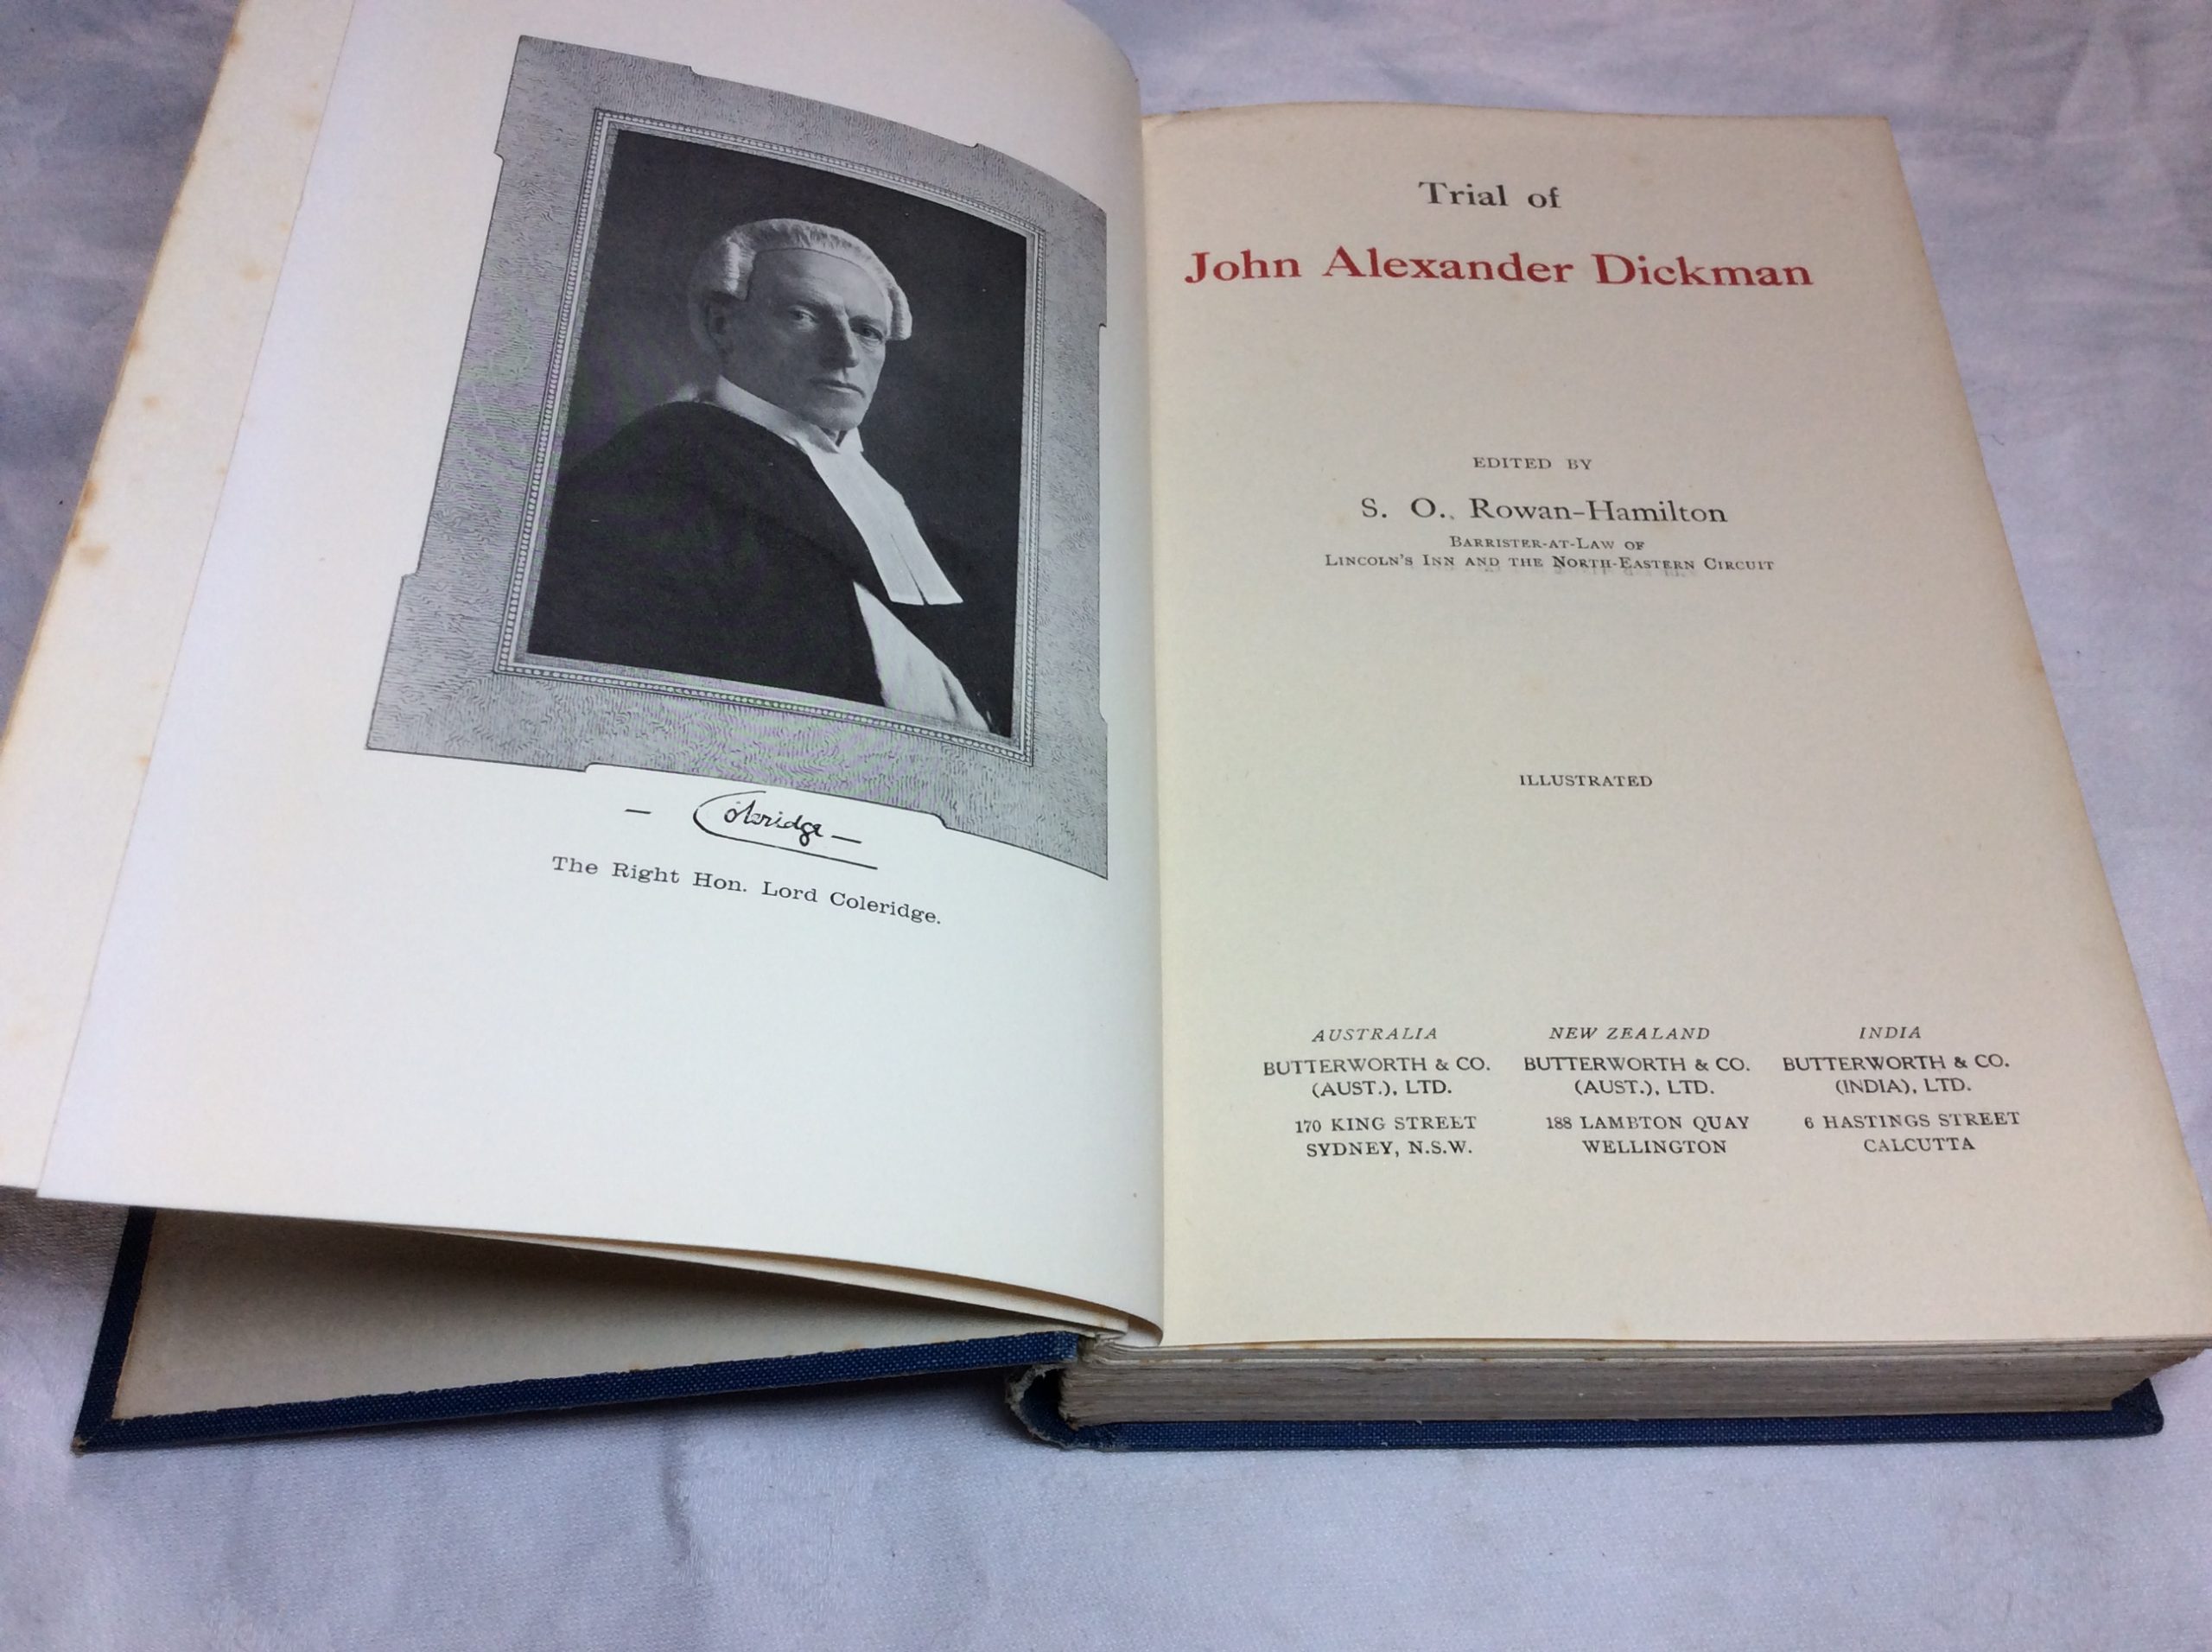 Coleridge
The Right Hon. Lord Coleridge.
Trial of
John Alexander Dickman
EDITED BY
S. O. Rowan-Hamilton
BARRISTER-AT-LAW OF
LINCOLN'S INN AND THE NORTH-EASTERN CIRCUIT
ILLUSTRATED
AUSTRALIA
BUTTERWORTH & CO.
(AUST.), LTD.
170 KING STREET
SYDNEY, N.S.W.
NEW ZEALAND
BUTTERWORTH & CO.
(AUST.), LTD.
188 LAMBTON QUAY
WELLINGTON
INDIA
BUTTERWORTH & CO.
(INDIA), LTD.
6 HASTINGS STREET
CALCUTTA